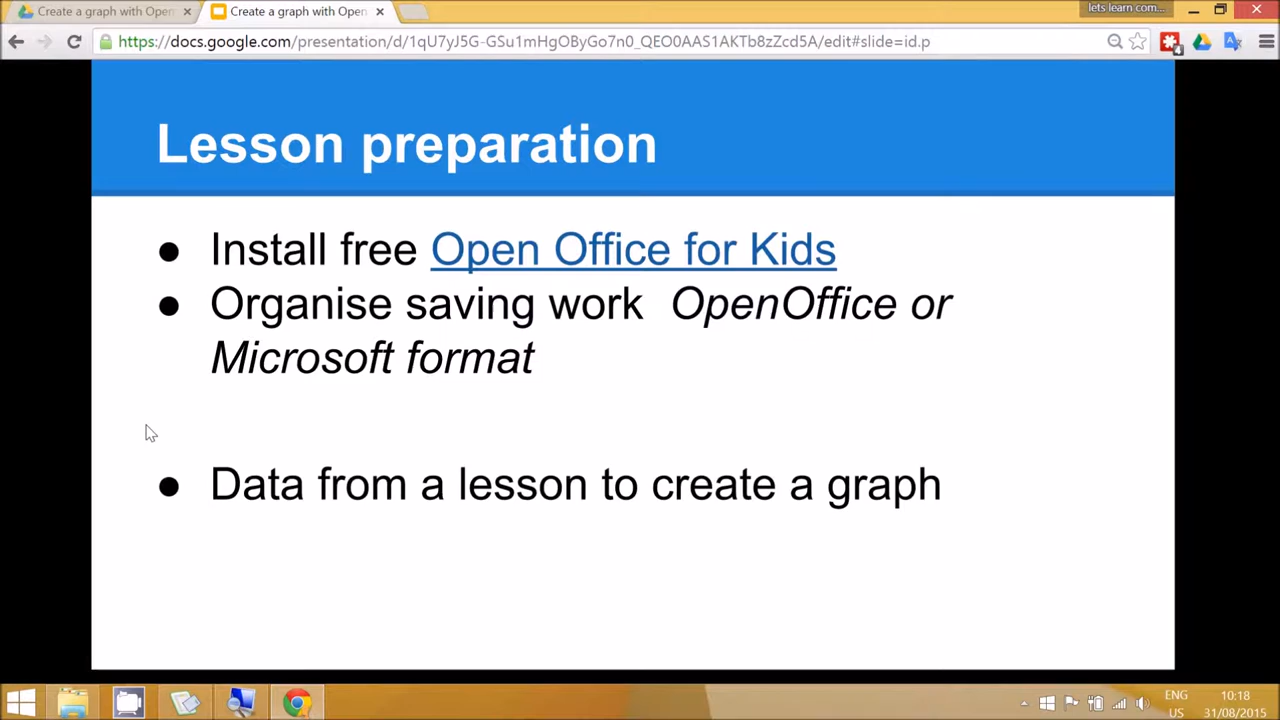 Create a graph with Open
Create a graph with Open
lets learn com...
https://docs.google.com/presentation/d/1qU7yJ5G-GSu1mHgOByGo7n0_QEO0AAS1AKTb8zZcd5A/edit#slide=id.p
4
Lesson preparation
● Install free Open Office for Kids
● Organise saving work OpenOffice or
Microsoft format
● Data from a lesson to create a graph
ENG
US
10:18
31/08/2015